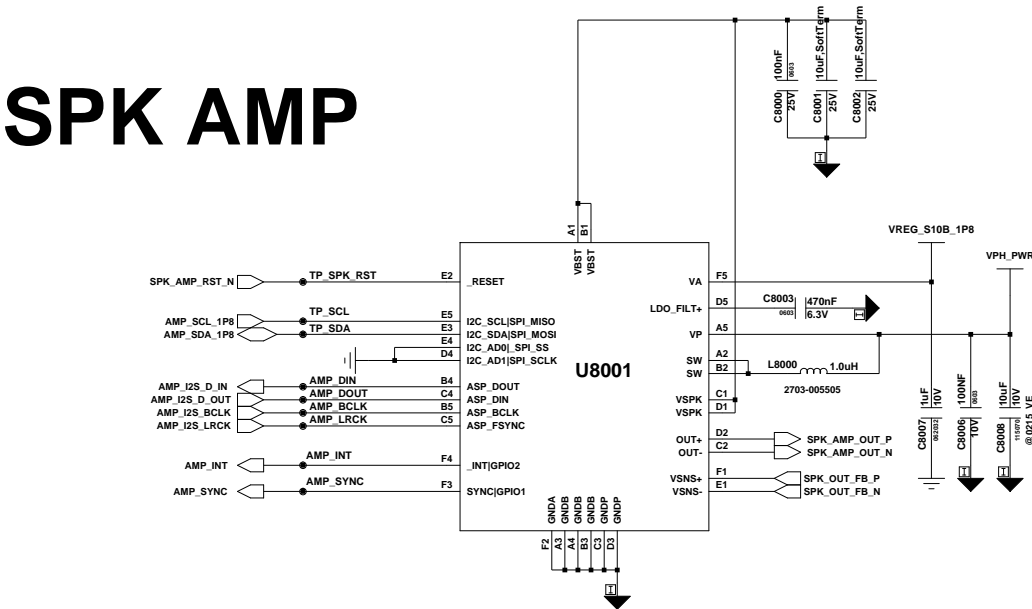 SPK AMP
100nF
0603
C8000
25V
10uF,SoftTerm
C8001
25V
10uF,SoftTerm
C8002
25V
I
A1
B1
VBST
VBST
VREG_S10B_1P8
VPH_PWR
SPK_AMP_RST_N
TP_SPK_RST
E2
_RESET
VA
F5
AMP_SCL_1P8
TP_SCL
E5
I2C_SCL|SPI_MISO
LDO_FILT+
D5
C8003
0603
470nF
6.3V
I
AMP_SDA_1P8
TP_SDA
E3
I2C_SDA|SPI_MOSI
VP
A5
E4
I2C_AD0|_SPI_SS
D4
I2C_AD1|SPI_SCLK
SW
A2
SW
B2
L8000
1.0uH
2703-005505
U8001
AMP_I2S_D_IN
AMP_DIN
B4
ASP_DOUT
AMP_I2S_D_OUT
AMP_DOUT
C4
ASP_DIN
AMP_I2S_BCLK
AMP_BCLK
B5
ASP_BCLK
AMP_I2S_LRCK
AMP_LRCK
C5
ASP_FSYNC
VSPK
C1
VSPK
D1
OUT+
D2
SPK_AMP_OUT_P
OUT-
C2
SPK_AMP_OUT_N
AMP_INT
AMP_INT
F4
_INT|GPIO2
AMP_SYNC
AMP_SYNC
F3
SYNC|GPIO1
VSNS+
F1
SPK_OUT_FB_P
VSNS-
E1
SPK_OUT_FB_N
C8007
1uF
10V
C8006
100NF
0603
10V
I
C8008
10uF
10V
@0215_VE
I
GNDA
GNDB
GNDB
GNDB
GNDP
GNDP
F2
A3
A4
B3
C3
D3
I